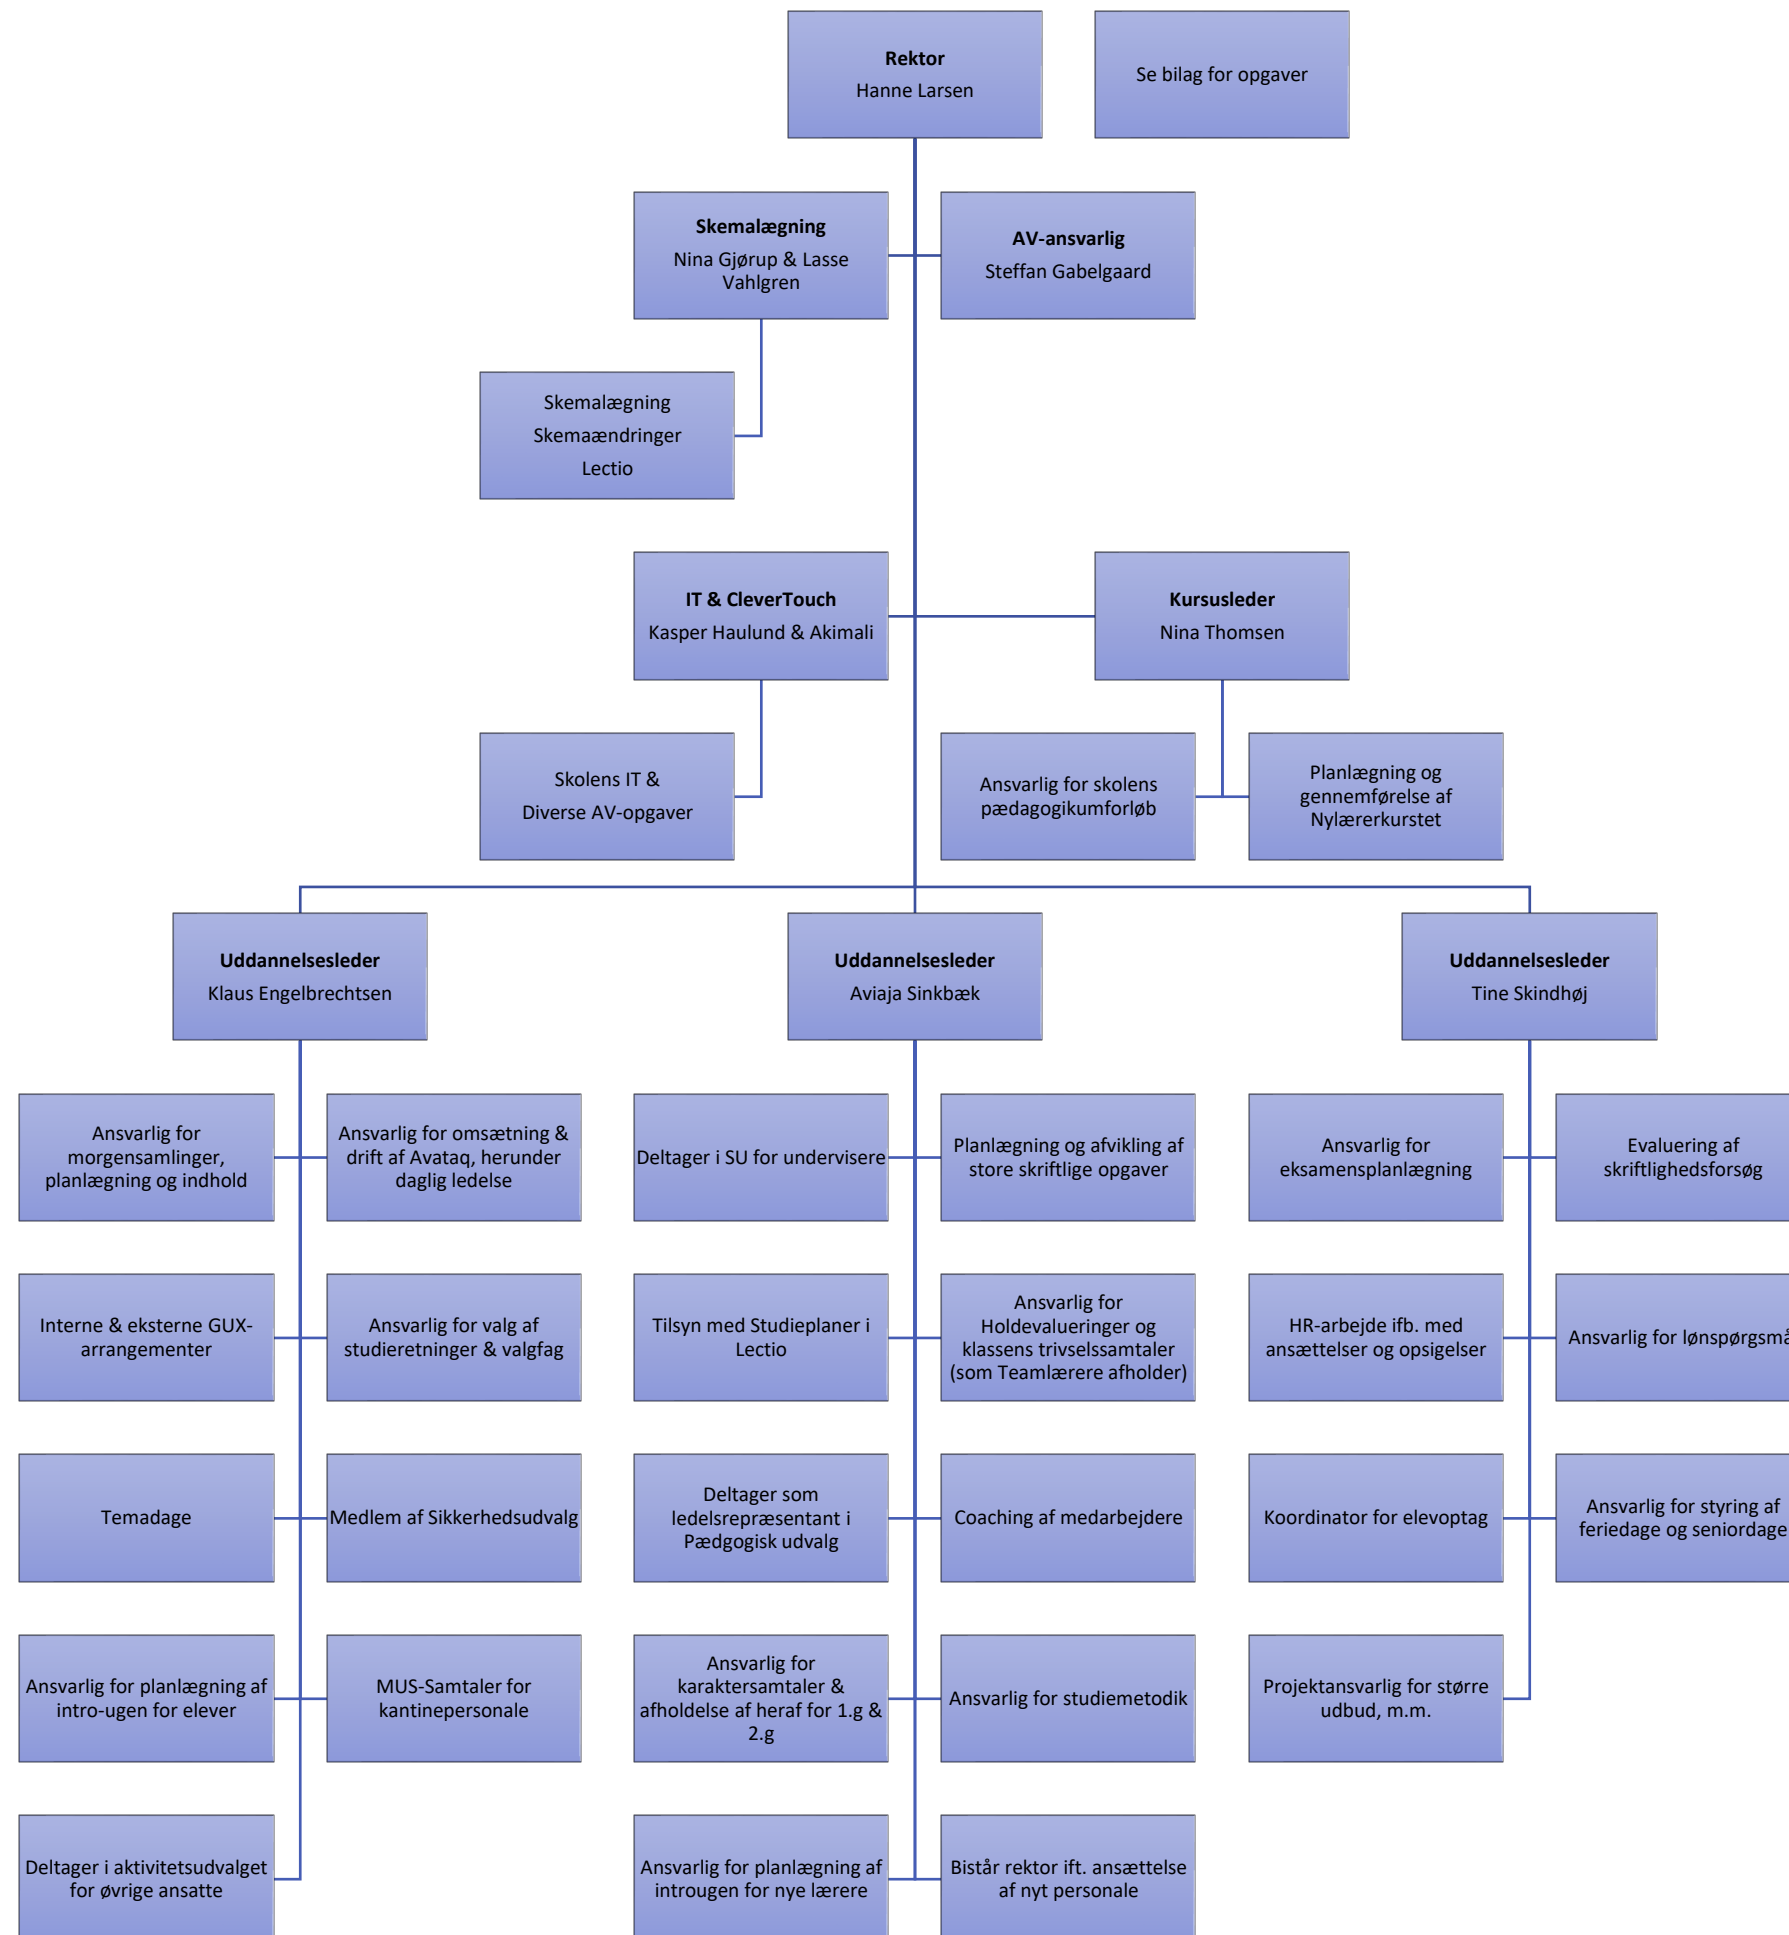 Rektor
Hanne Larsen
Se bilag for opgaver
Skemalægning
Nina Gjørup & Lasse
Vahlgren
AV-ansvarlig
Steffan Gabelgaard
Skemalægning
Skemaændringer
Lectio
IT & CleverTouch
Kasper Haulund & Akimali
Kursusleder
Nina Thomsen
Skolens IT &
Diverse AV-opgaver
Ansvarlig for skolens
pædagogikumforløb
Planlægning og
gennemførelse af
Nylærerkurstet
Uddannelsesleder
Klaus Engelbrechtsen
Uddannelsesleder
Aviaja Sinkbæk
Uddannelsesleder
Tine Skindhøj
Ansvarlig for
morgensamlinger,
planlægning og indhold
Ansvarlig for omsætning &
drift af Avataq, herunder
daglig ledelse
Deltager i SU for undervisere
Planlægning og afvikling af
store skriftlige opgaver
Ansvarlig for
eksamensplanlægning
Evaluering af
skriftlighedsforsøg
Interne & eksterne GUX-
arrangementer
Ansvarlig for valg af
studieretninger & valgfag
Tilsyn med Studieplaner i
Lectio
Ansvarlig for
Holdevalueringer og
klassens trivselssamtaler
(som Teamlærere afholder)
HR-arbejde ifb. med
ansættelser og opsigelser
Ansvarlig for lønspørgsmå
Temadage
Medlem af Sikkerhedsudvalg
Deltager som
ledelsrepræsentant i
Pædgogisk udvalg
Coaching af medarbejdere
Koordinator for elevoptag
Ansvarlig for styring af
feriedage og seniordage
Ansvarlig for planlægning af
intro-ugen for elever
MUS-Samtaler for
kantinepersonale
Ansvarlig for
karaktersamtaler &
afholdelse af heraf for 1.g &
2.g
Ansvarlig for studiemetodik
Projektansvarlig for større
udbud, m.m.
Deltager i aktivitetsudvalget
for øvrige ansatte
Ansvarlig for planlægning af
introugen for nye lærere
Bistår rektor ift. ansættelse
af nyt personale